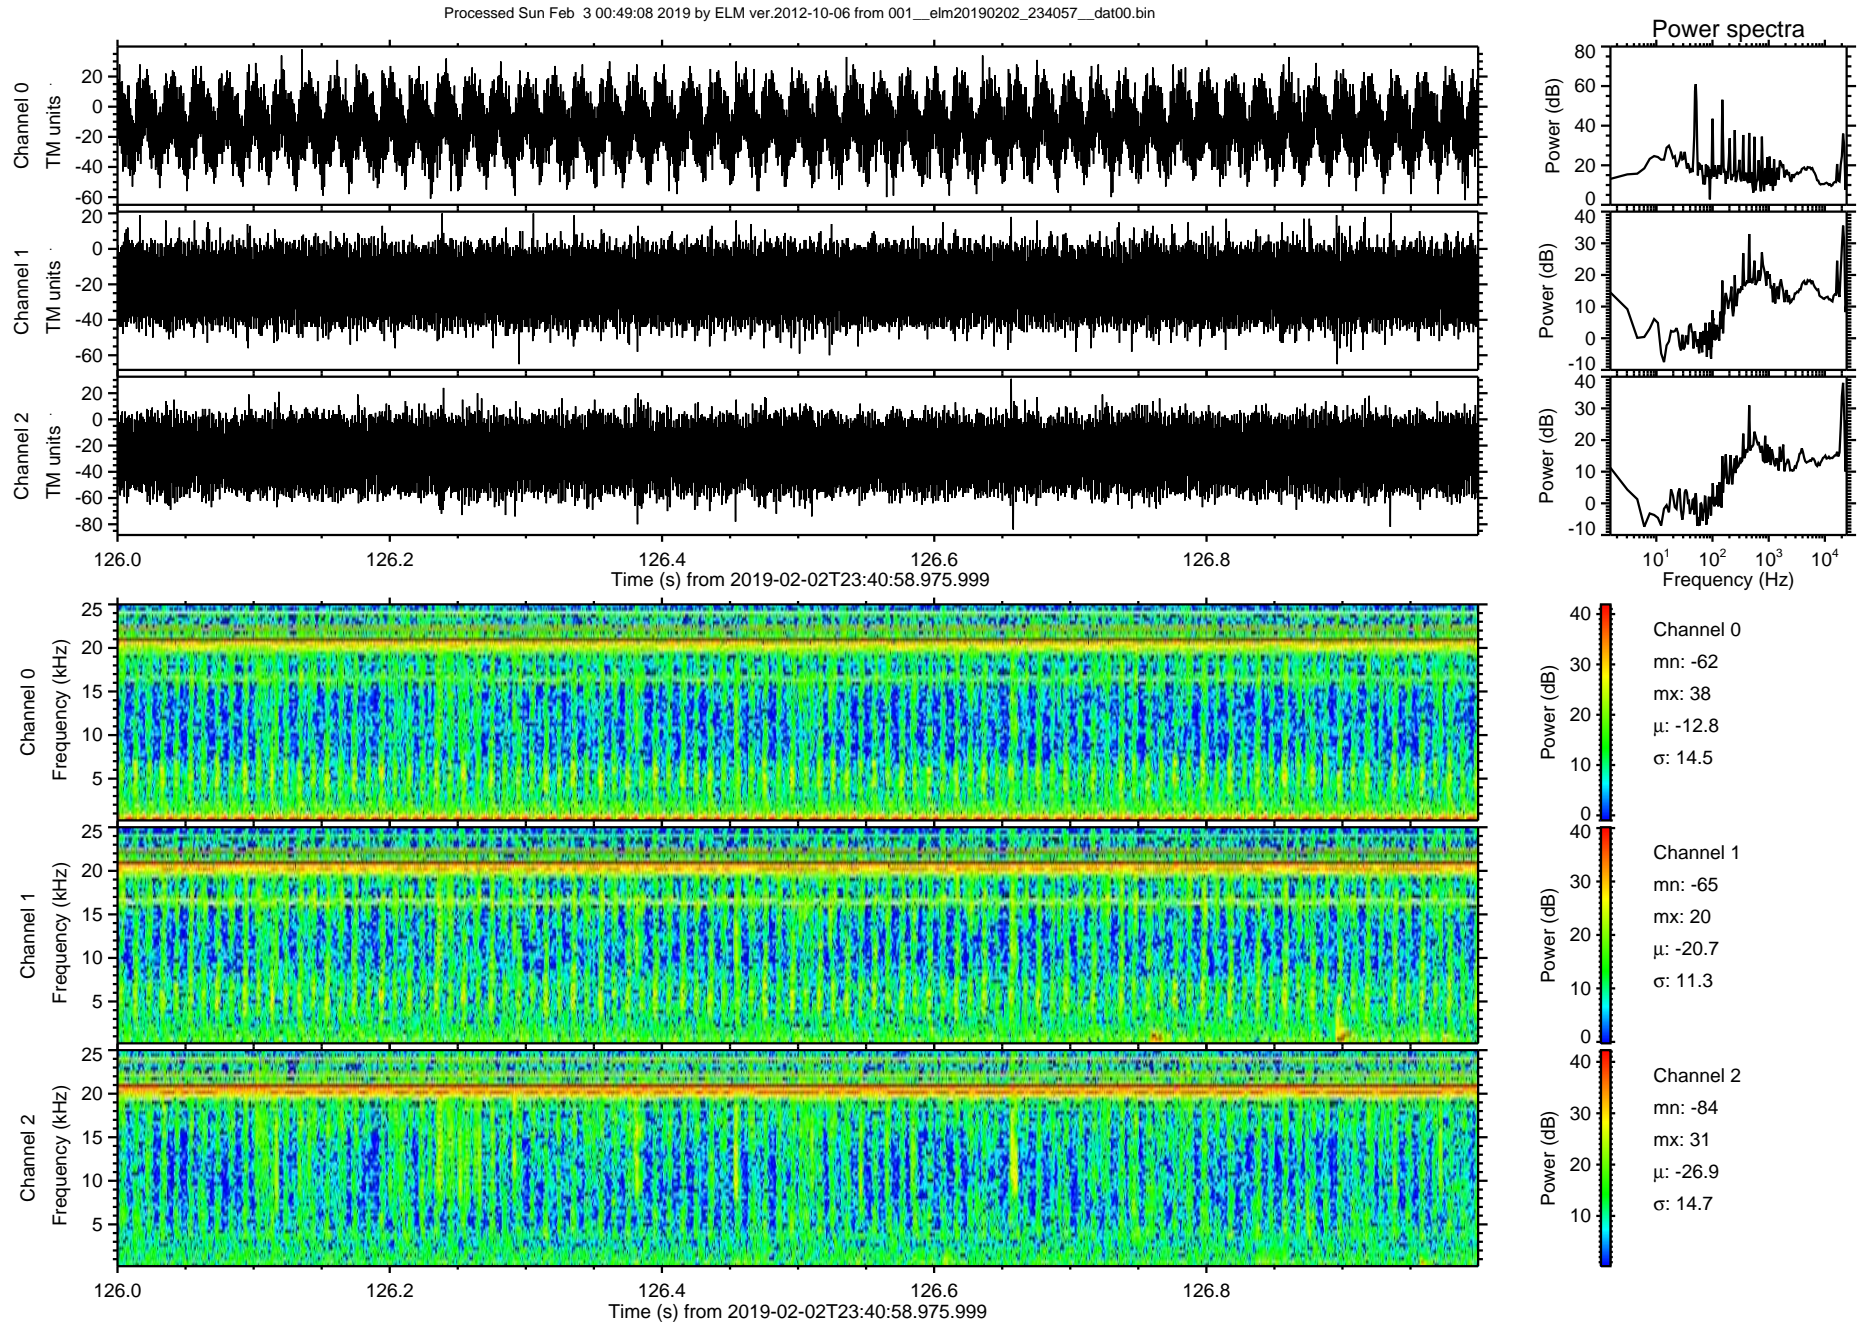 Processed Sun Feb  3 00:49:08 2019 by ELM ver.2012-10-06 from 001__elm20190202_234057__dat00.bin
Power spectra
Channel 0
TM units
20
0
-20
-40
-60
Power (dB)
80
60
40
20
0
Channel 1
TM units
20
0
-20
-40
-60
Power (dB)
40
30
20
10
0
-10
Channel 2
TM units
20
0
-20
-40
-60
-80
Power (dB)
40
30
20
10
0
-10
126.0 126.2 126.4 126.6 126.8
Time (s) from 2019-02-02T23:40:58.975.999
10¹ 10² 10³ 10⁴
Frequency (Hz)
Channel 0
Frequency (kHz)
25
20
15
10
5
Power (dB)
40
30
20
10
0
Channel 0
mn: -62
mx: 38
μ: -12.8
σ: 14.5
Channel 1
Frequency (kHz)
25
20
15
10
5
Power (dB)
40
30
20
10
0
Channel 1
mn: -65
mx: 20
μ: -20.7
σ: 11.3
Channel 2
Frequency (kHz)
25
20
15
10
5
Power (dB)
40
30
20
10
Channel 2
mn: -84
mx: 31
μ: -26.9
σ: 14.7
126.0 126.2 126.4 126.6 126.8
Time (s) from 2019-02-02T23:40:58.975.999